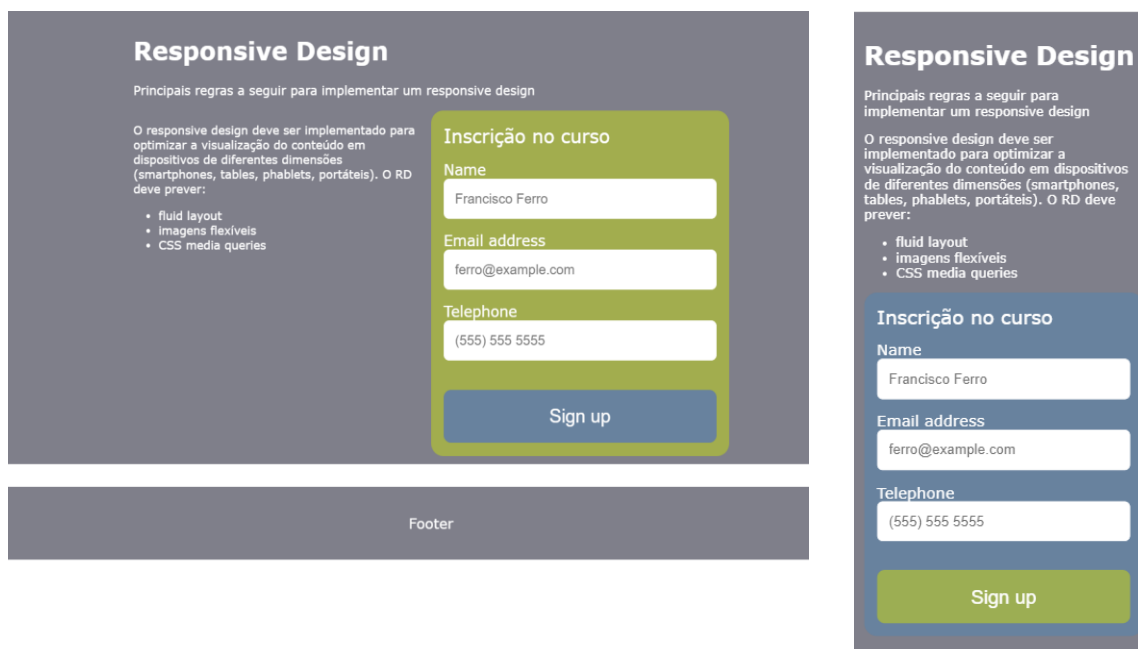 Responsive Design
Principais regras a seguir para implementar um responsive design
O responsive design deve ser implementado para
optimizar a visualização do conteúdo em
dispositivos de diferentes dimensões
(smartphones, tables, phablets, portáteis). O RD
deve prever:
• fluid layout
• imagens flexíveis
• CSS media queries
Inscrição no curso
Name
Francisco Ferro
Email address
ferro@example.com
Telephone
(555) 555 5555
Sign up
Footer
Responsive Design
Principais regras a seguir para
implementar um responsive design
O responsive design deve ser
implementado para optimizar a
visualização do conteúdo em dispositivos
de diferentes dimensões (smartphones,
tables, phablets, portáteis). O RD deve
prever:
• fluid layout
• imagens flexíveis
• CSS media queries
Inscrição no curso
Name
Francisco Ferro
Email address
ferro@example.com
Telephone
(555) 555 5555
Sign up